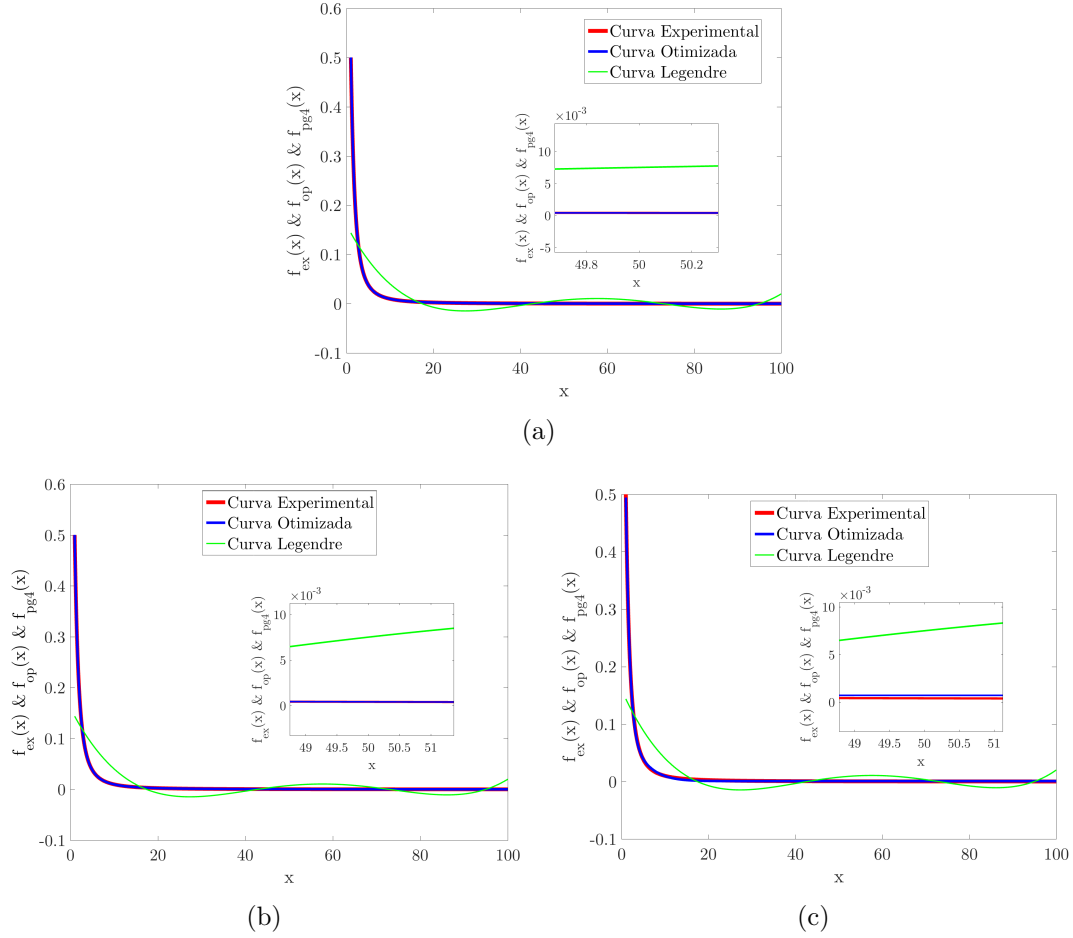 0.6
0.5
0.4
0.3
0.2
0.1
0
-0.1
0 20 40 60 80 100
x
f_ex(x) & f_op(x) & f_pg4(x)
Curva Experimental
Curva Otimizada
Curva Legendre
×10^-3
10
5
0
-5
49.8 50 50.2
x
f_ex(x) & f_op(x) & f_pg4(x)
(a)
0.6
0.5
0.4
0.3
0.2
0.1
0
-0.1
0 20 40 60 80 100
x
f_ex(x) & f_op(x) & f_pg4(x)
Curva Experimental
Curva Otimizada
Curva Legendre
×10^-3
10
5
0
49 49.5 50 50.5 51
x
f_ex(x) & f_op(x) & f_pg4(x)
(b)
0.5
0.4
0.3
0.2
0.1
0
-0.1
0 20 40 60 80 100
x
f_ex(x) & f_op(x) & f_pg4(x)
Curva Experimental
Curva Otimizada
Curva Legendre
×10^-3
10
5
0
49 49.5 50 50.5 51
x
f_ex(x) & f_op(x) & f_pg4(x)
(c)